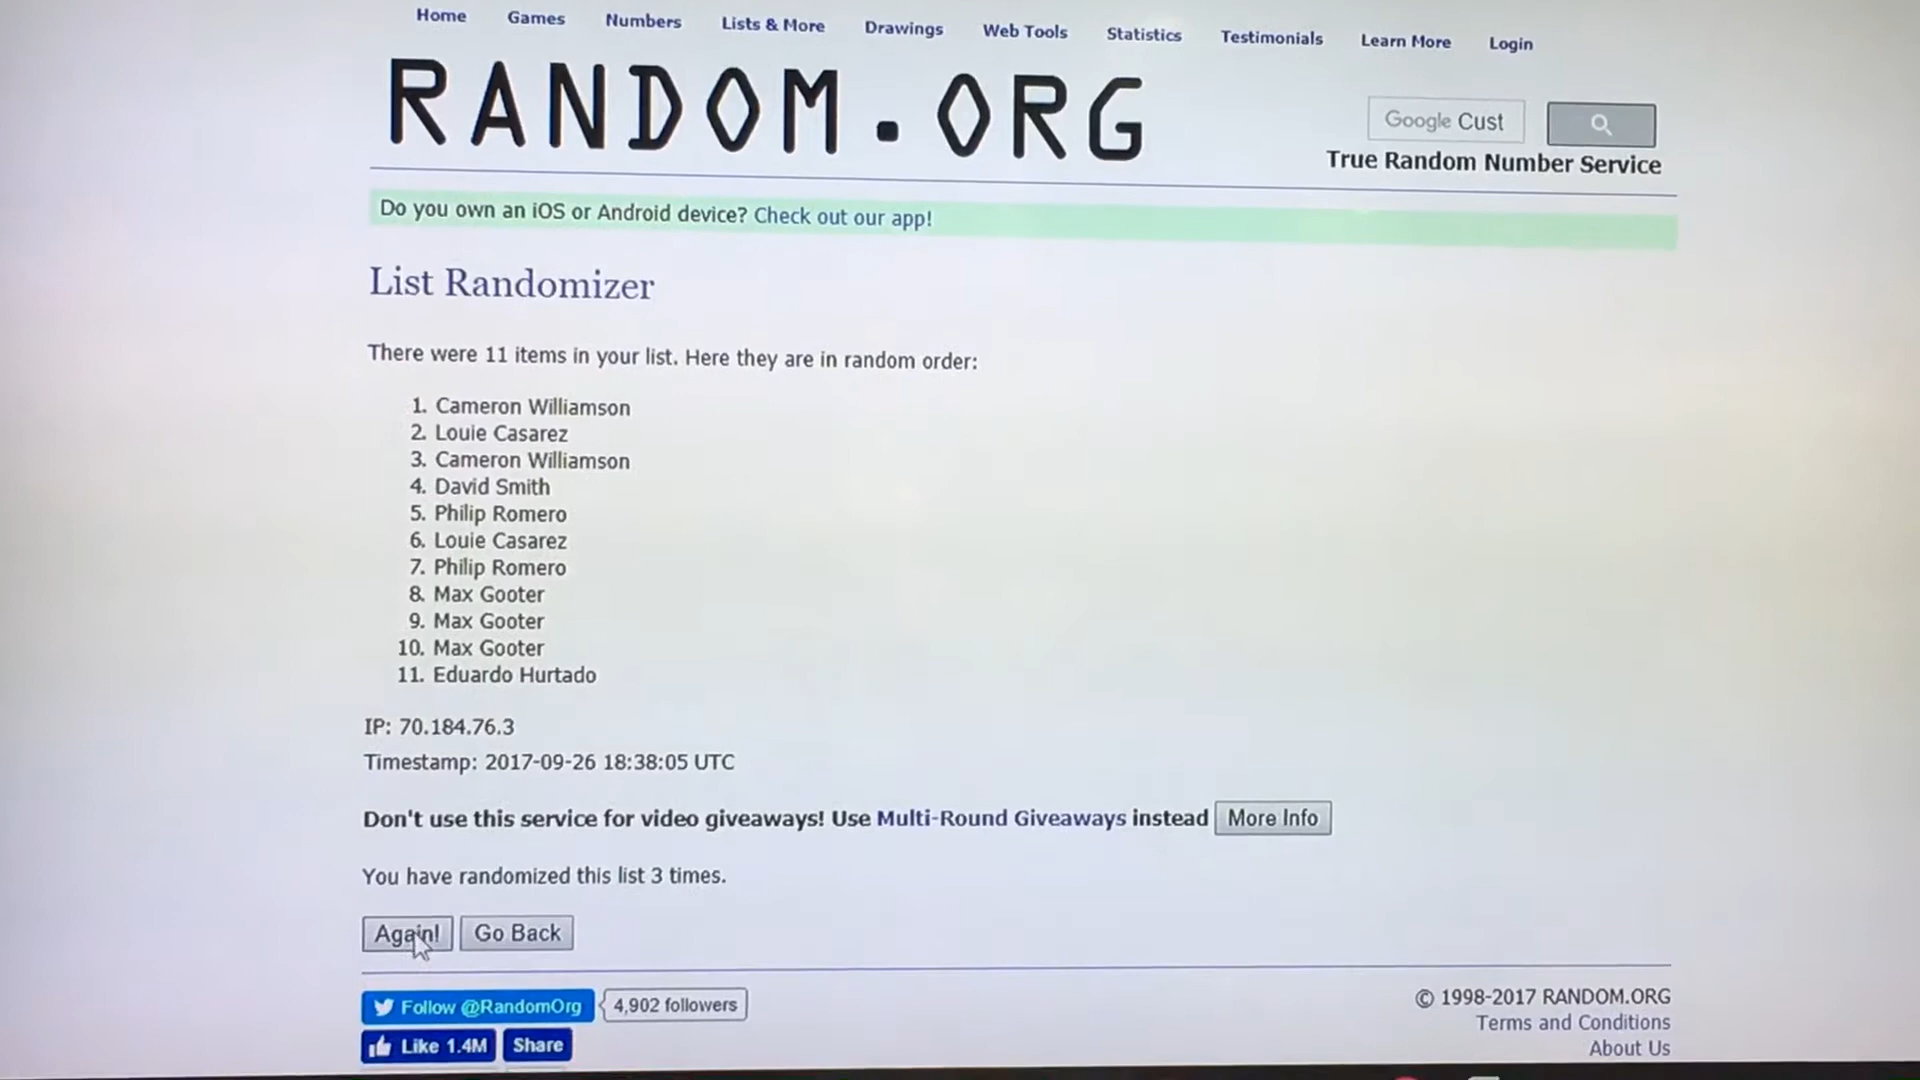 Home Games Numbers Lists & More Drawings Web Tools Statistics Testimonials Learn More Login
RANDOM.ORG
Google Cust
True Random Number Service
Do you own an iOS or Android device? Check out our app!
List Randomizer
There were 11 items in your list. Here they are in random order:
1. Cameron Williamson
2. Louie Casarez
3. Cameron Williamson
4. David Smith
5. Philip Romero
6. Louie Casarez
7. Philip Romero
8. Max Gooter
9. Max Gooter
10. Max Gooter
11. Eduardo Hurtado
IP: 70.184.76.3
Timestamp: 2017-09-26 18:38:05 UTC
Don't use this service for video giveaways! Use Multi-Round Giveaways instead More Info
You have randomized this list 3 times.
Again! Go Back
Follow @RandomOrg 4,902 followers
Like 1.4M Share
© 1998-2017 RANDOM.ORG
Terms and Conditions
About Us